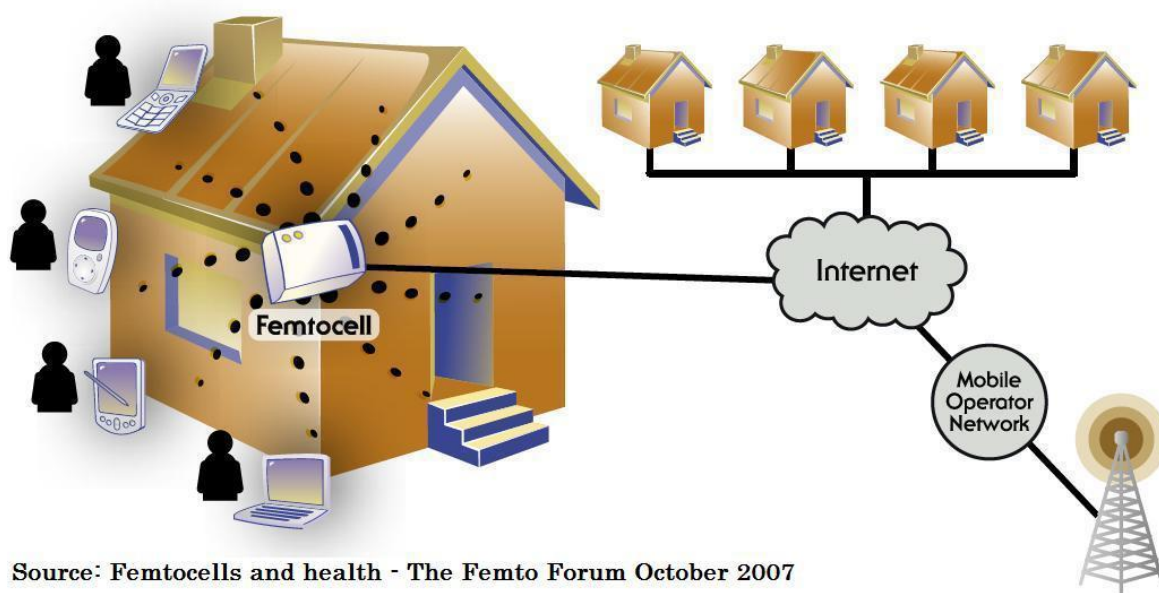 Internet
Femtocell
Mobile
Operator
Network
Source: Femtocells and health - The Femto Forum October 2007